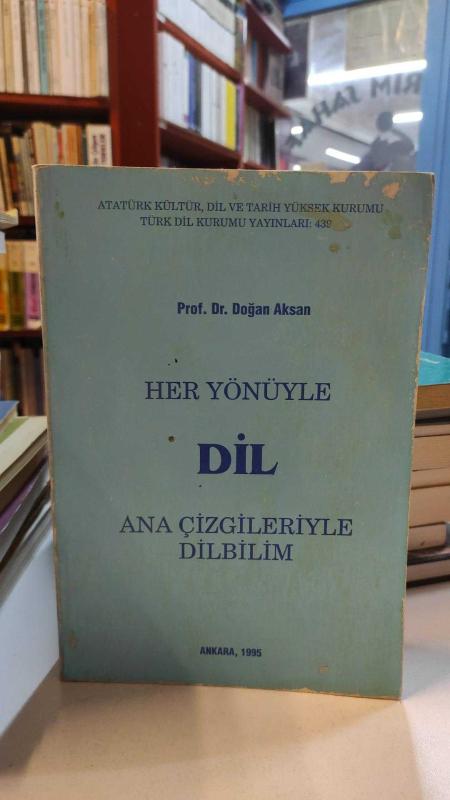 ATATÜRK KÜLTÜR, DİL VE TARİH YÜKSEK KURUMU
TÜRK DİL KURUMU YAYINLARI: 439
Prof. Dr. Doğan Aksan
HER YÖNÜYLE
DİL
ANA ÇİZGİLERİYLE
DİLBİLİM
ANKARA, 1995